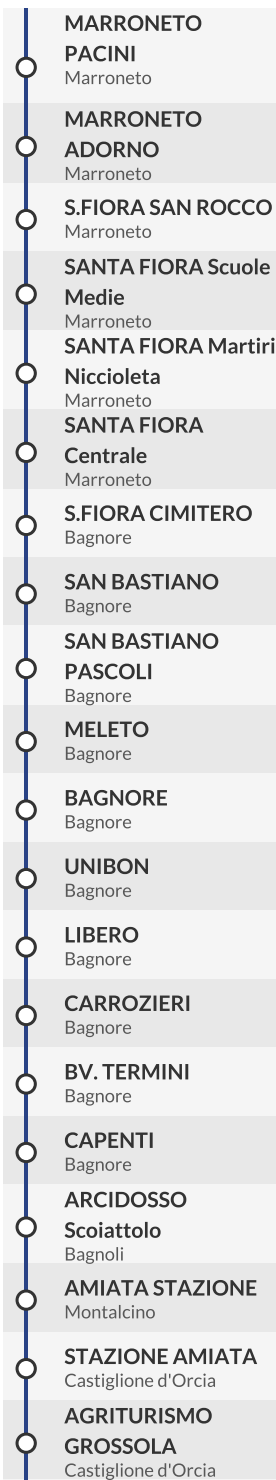 MARRONETO
PACINI
Marroneto
MARRONETO
ADORNO
Marroneto
S.FIORA SAN ROCCO
Marroneto
SANTA FIORA Scuole
Medie
Marroneto
SANTA FIORA Martiri
Niccioleta
Marroneto
SANTA FIORA
Centrale
Marroneto
S.FIORA CIMITERO
Bagnore
SAN BASTIANO
Bagnore
SAN BASTIANO
PASCOLI
Bagnore
MELETO
Bagnore
BAGNORE
Bagnore
UNIBON
Bagnore
LIBERO
Bagnore
CARROZIERI
Bagnore
BV. TERMINI
Bagnore
CAPENTI
Bagnore
ARCIDOSSO
Scoiattolo
Bagnoli
AMIATA STAZIONE
Montalcino
STAZIONE AMIATA
Castiglione d'Orcia
AGRITURISMO
GROSSOLA
Castiglione d'Orcia